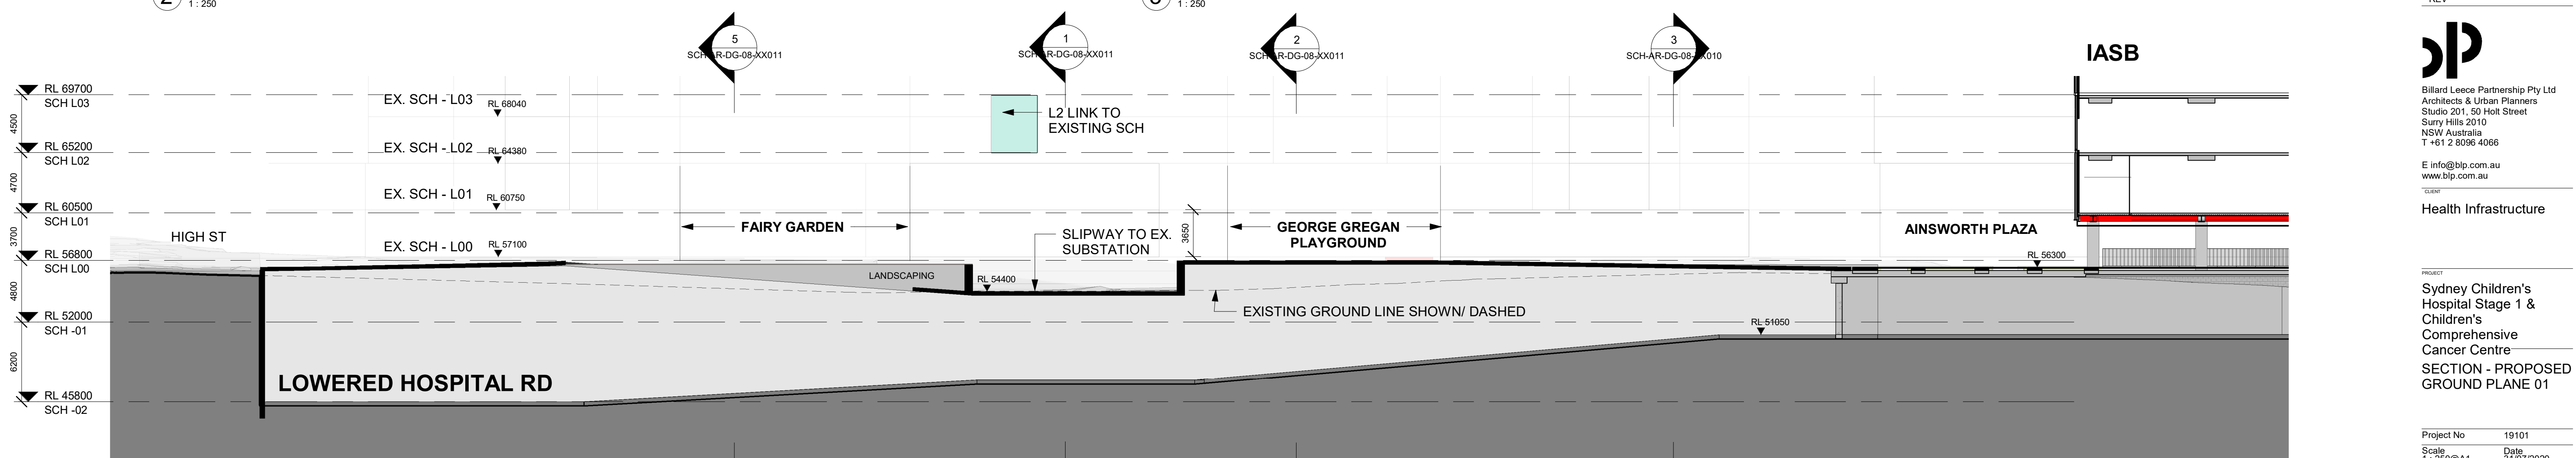 2
1 : 250
3
1 : 250
5
SCH-AR-DG-08-XX011
1
SCH-AR-DG-08-XX011
2
SCH-AR-DG-08-XX011
3
SCH-AR-DG-08-XX010
IASB
RL 69700
SCH L03
4500
RL 65200
SCH L02
4700
RL 60500
SCH L01
3700
RL 56800
SCH L00
4800
RL 52000
SCH -01
6200
RL 45800
SCH -02
EX. SCH - L03
RL 68040
EX. SCH - L02
RL 64380
EX. SCH - L01
RL 60750
EX. SCH - L00
RL 57100
HIGH ST
L2 LINK TO
EXISTING SCH
FAIRY GARDEN
SLIPWAY TO EX.
SUBSTATION
3650
GEORGE GREGAN
PLAYGROUND
AINSWORTH PLAZA
RL 56300
LANDSCAPING
RL 54400
EXISTING GROUND LINE SHOWN/ DASHED
RL 51050
LOWERED HOSPITAL RD
blp
Billard Leece Partnership Pty Ltd
Architects & Urban Planners
Studio 201, 50 Holt Street
Surry Hills 2010
NSW Australia
T +61 2 8096 4066
E info@blp.com.au
www.blp.com.au
CLIENT
Health Infrastructure
PROJECT
Sydney Children's
Hospital Stage 1 &
Children's
Comprehensive
Cancer Centre
SECTION - PROPOSED
GROUND PLANE 01
Project No 19101
Scale Date